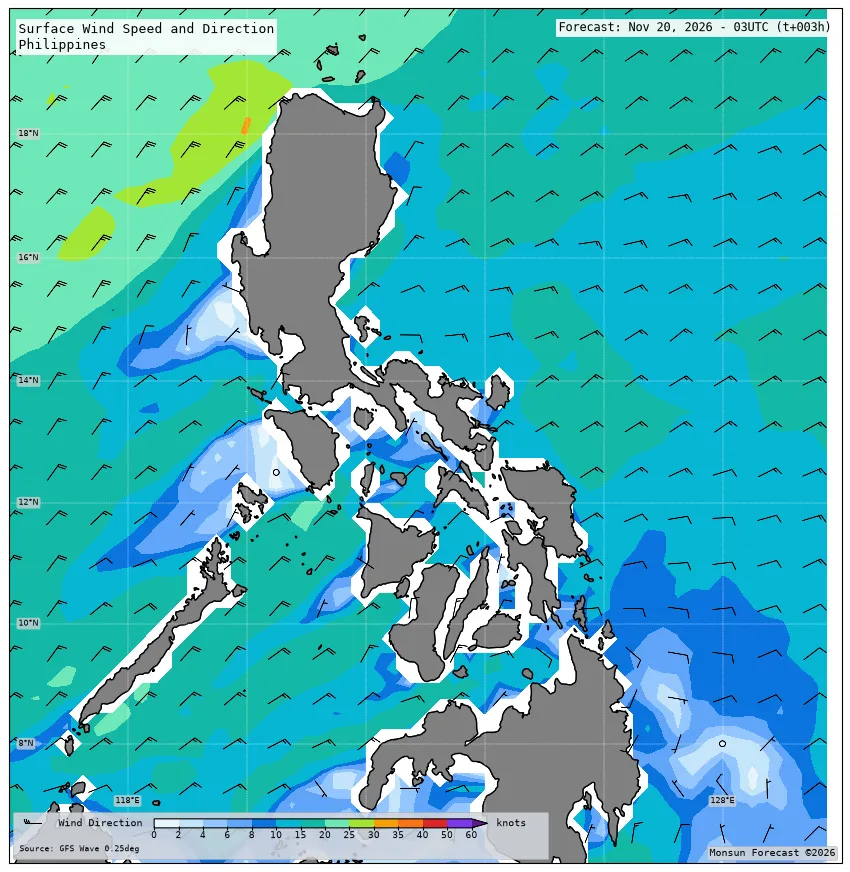 Surface Wind Speed and Direction
Philippines
Forecast: Nov 20, 2026 - 03UTC (t+003h)
18°N
16°N
14°N
12°N
10°N
8°N
118°E
128°E
Wind Direction
0 2 4 6 8 10 15 20 25 30 35 40 50 60
knots
Source: GFS Wave 0.25deg
Monsun Forecast ©2026